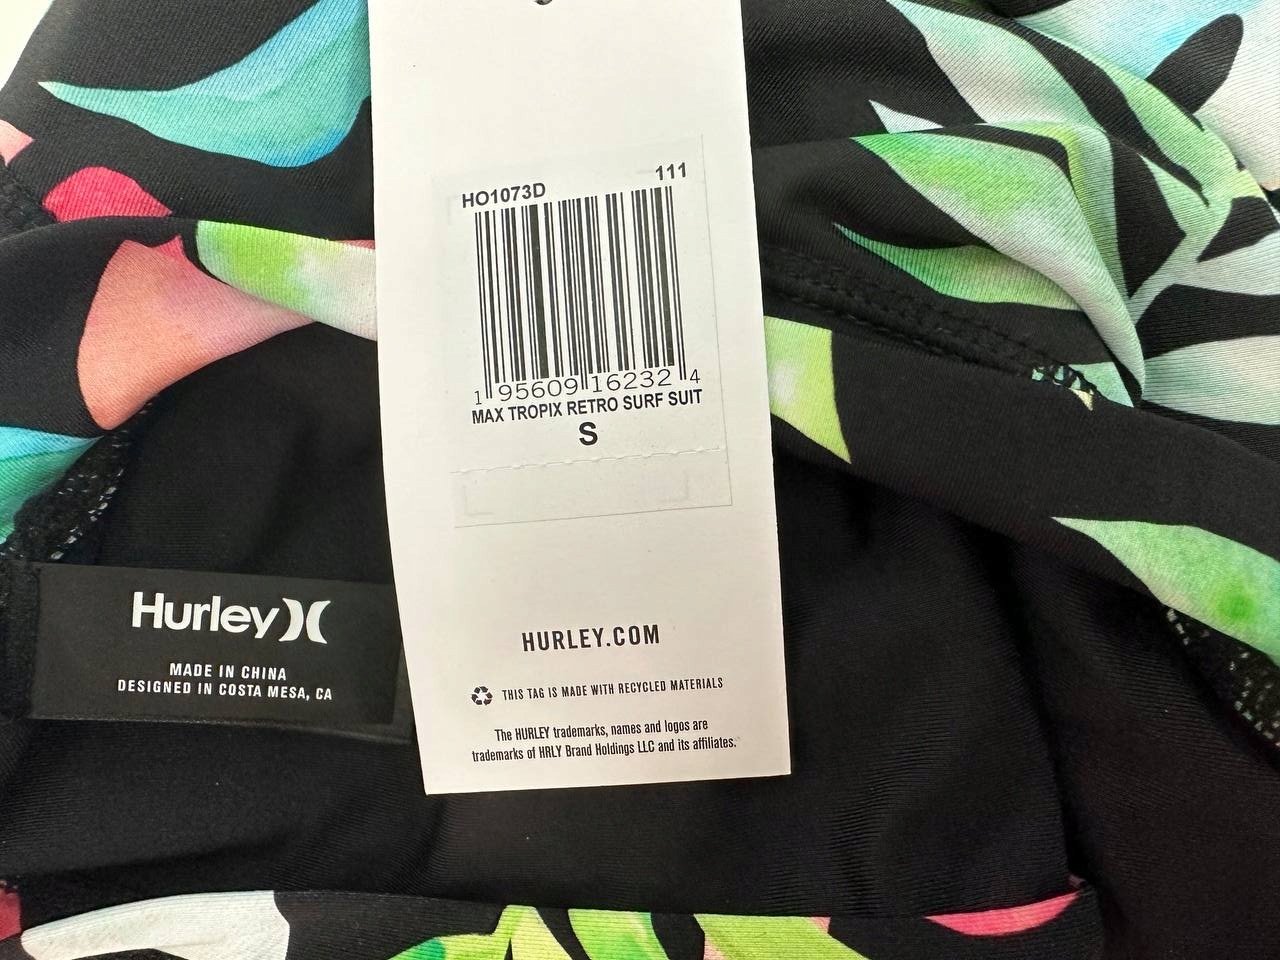 HO1073D 111
1 95609 16232 4
MAX TROPIX RETRO SURF SUIT
S
Hurley
MADE IN CHINA
DESIGNED IN COSTA MESA, CA
HURLEY.COM
THIS TAG IS MADE WITH RECYCLED MATERIALS
The HURLEY trademarks, names and logos are
trademarks of HRLY Brand Holdings LLC and its affiliates.